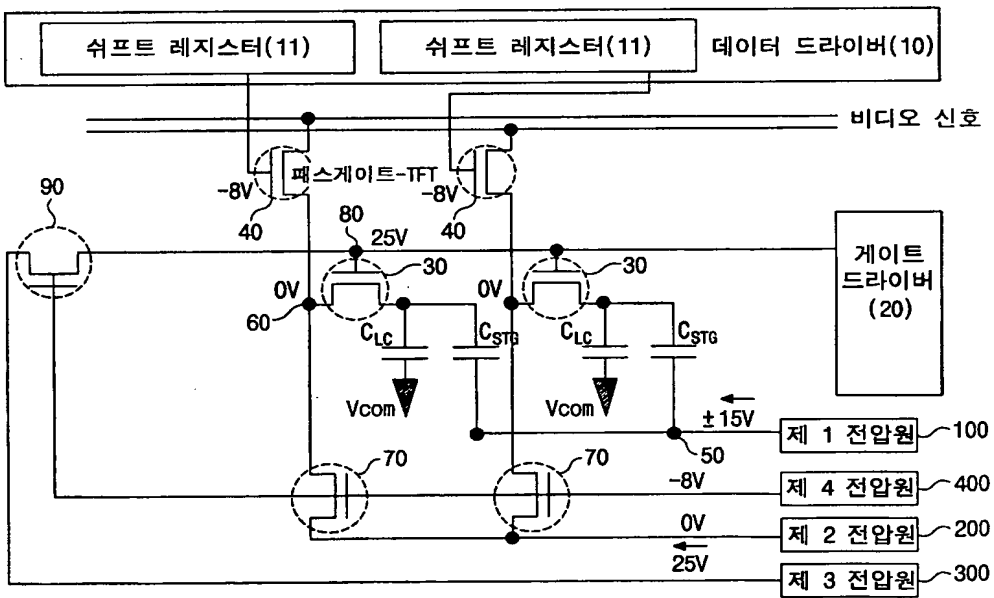 쉬프트 레지스터(11)
쉬프트 레지스터(11)
데이터 드라이버(10)
비디오 신호
패스게이트-TFT
-8V
-8V
40
40
90
80
25V
30
30
0V
0V
60
CLC
CSTG
CLC
CSTG
Vcom
Vcom
게이트
드라이버
(20)
±15V
제 1 전압원
100
50
70
70
-8V
제 4 전압원
400
0V
제 2 전압원
200
25V
제 3 전압원
300